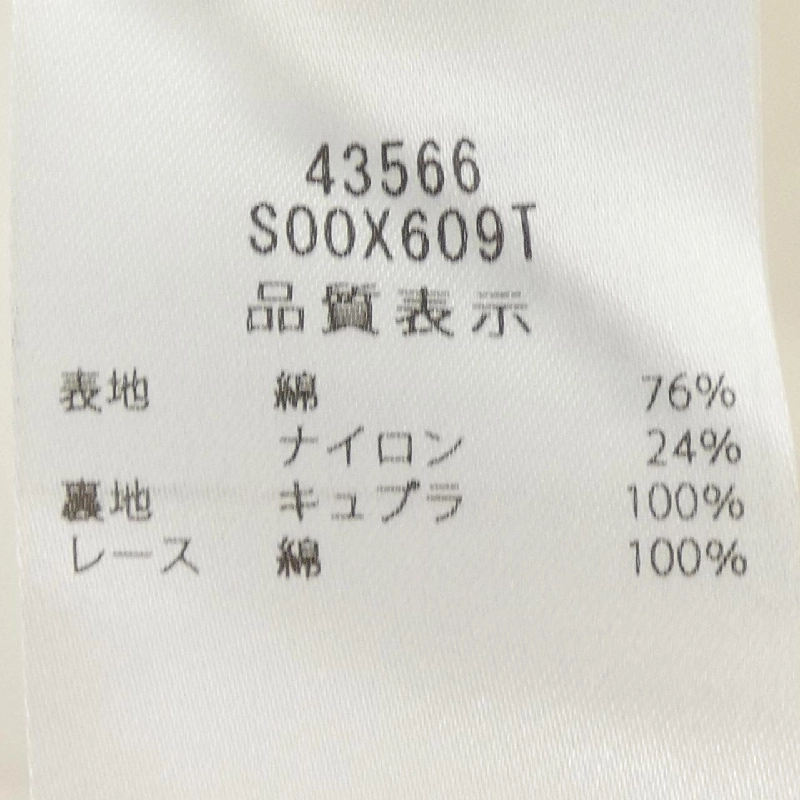 43566
S00X609T
品質表示
表地 綿 76%
ナイロン 24%
裏地 キュプラ 100%
レース 綿 100%